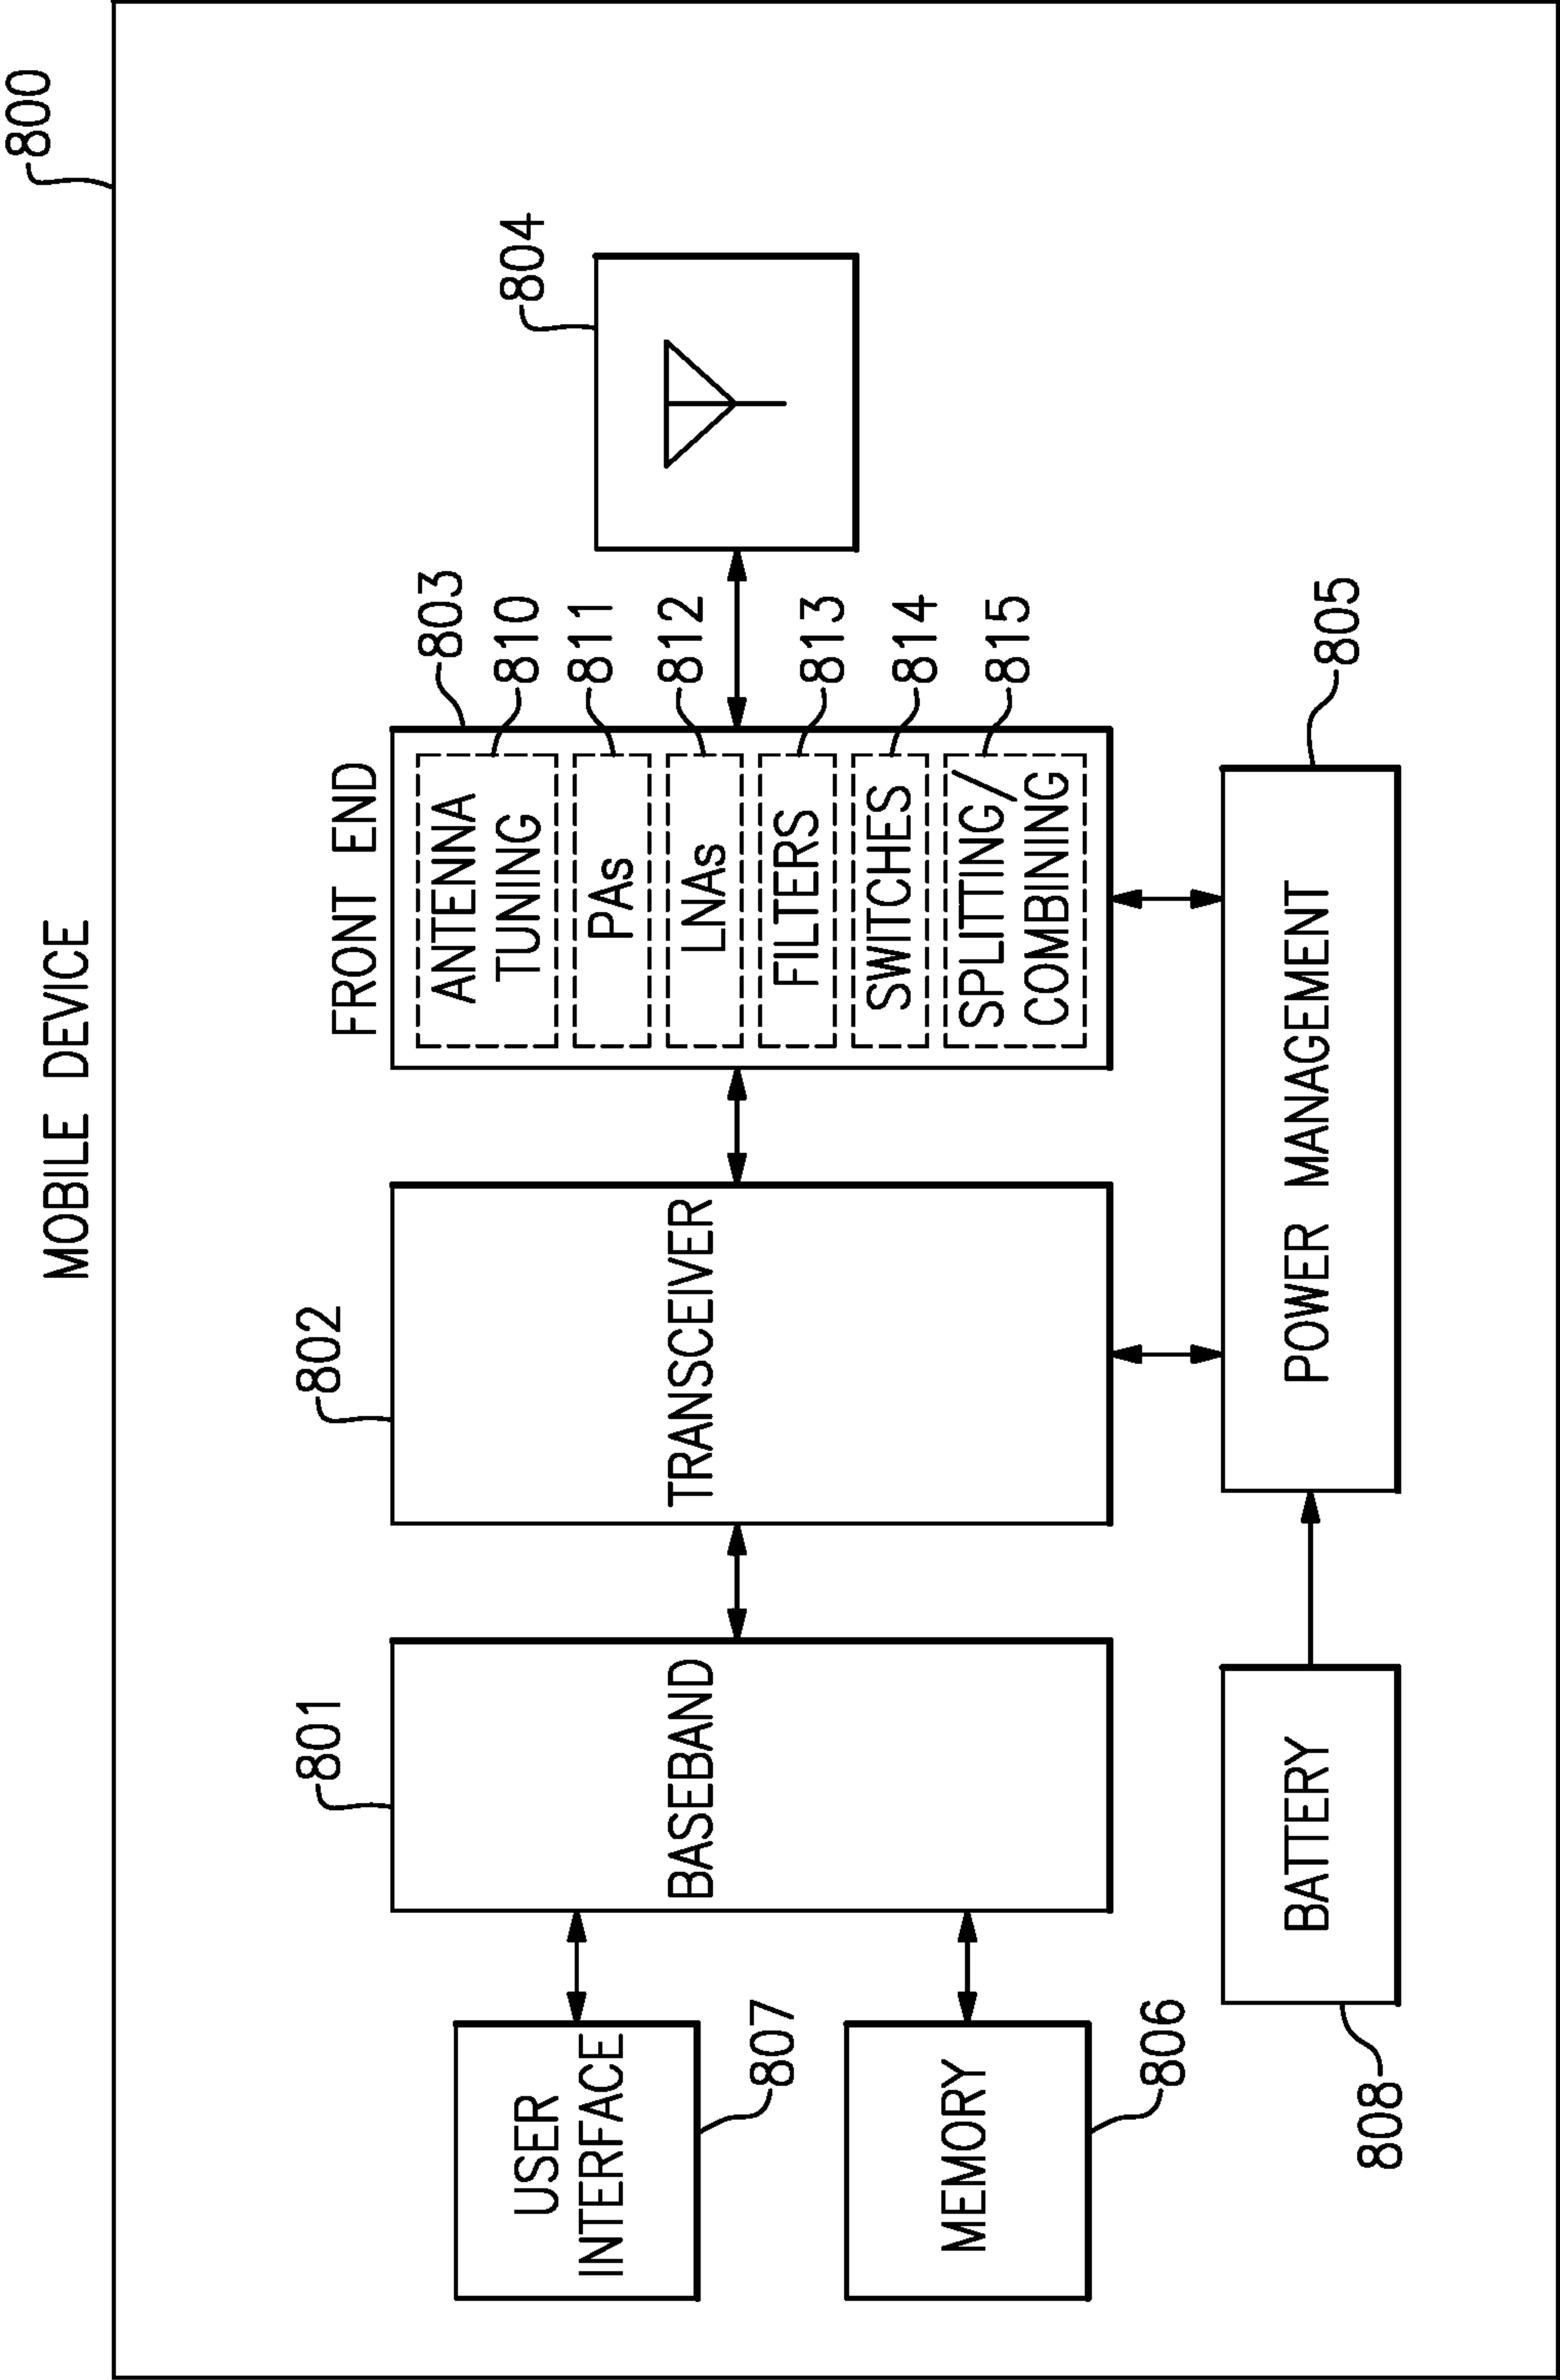 MOBILE DEVICE
800
FRONT END
801
802
803
804
ANTENNA
TUNING
810
PAs
811
LNAs
812
FILTERS
813
SWITCHES
814
SPLITTING/
COMBINING
815
USER
INTERFACE
807
BASEBAND
TRANSCEIVER
MEMORY
806
BATTERY
808
POWER MANAGEMENT
805